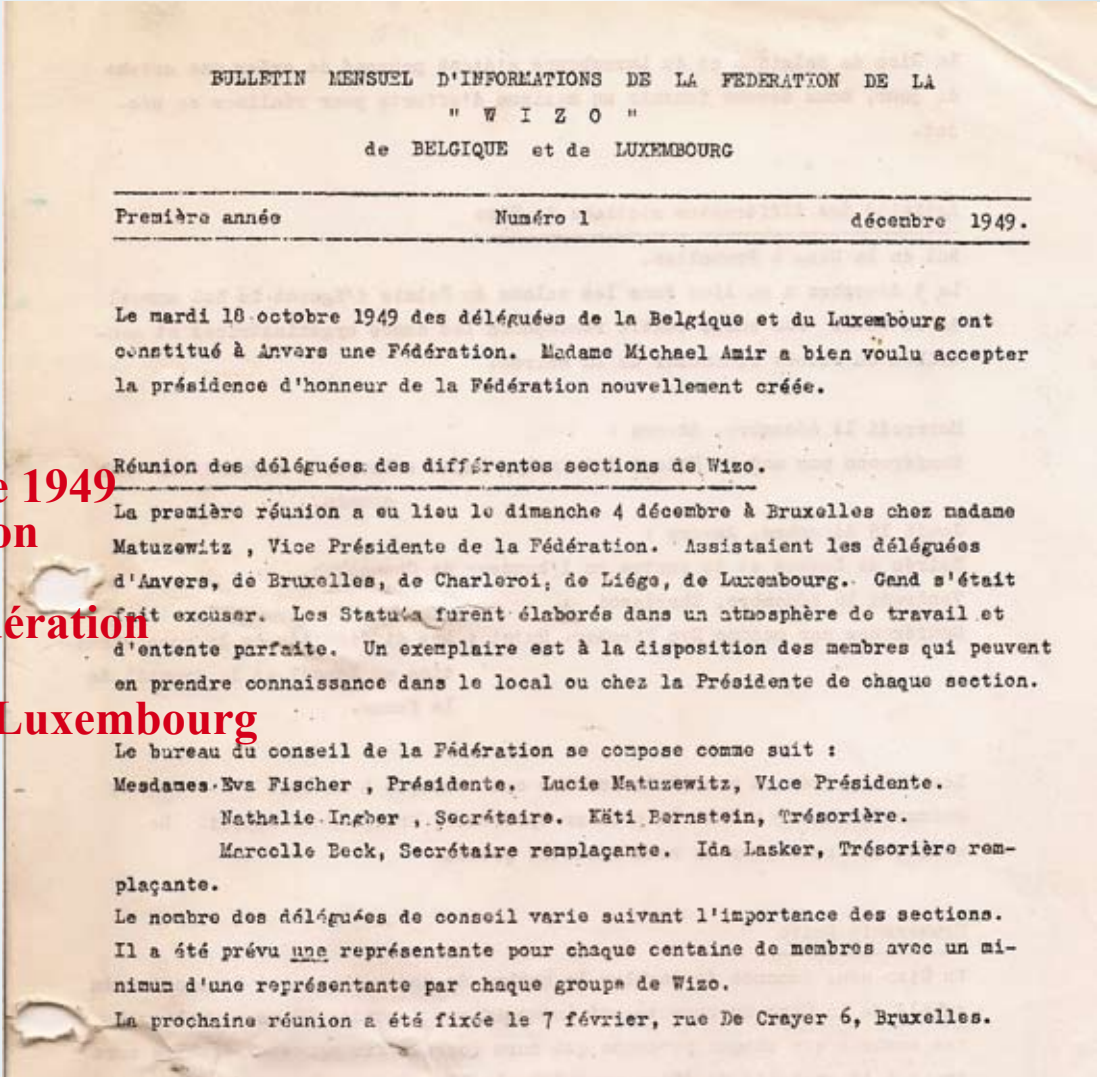 BULLETIN MENSUEL D'INFORMATIONS DE LA FEDERATION DE LA
" W I Z O "
de BELGIQUE et de LUXEMBOURG
Première année Numéro 1 décembre 1949.
Le mardi 18 octobre 1949 des déléguées de la Belgique et du Luxembourg ont
constitué à Anvers une Fédération. Madame Michael Amir a bien voulu accepter
la présidence d'honneur de la Fédération nouvellement créée.
Réunion des déléguées des différentes sections de Wizo.
e 1949
La première réunion a eu lieu le dimanche 4 décembre à Bruxelles chez madame
on
Matuzewitz , Vice Présidente de la Fédération. Assistaient les déléguées
d'Anvers, de Bruxelles, de Charleroi, de Liége, de Luxembourg. Gand s'était
fait excuser. Les Statuts furent élaborés dans un atmosphère de travail et
ération
d'entente parfaite. Un exemplaire est à la disposition des membres qui peuvent
en prendre connaissance dans le local ou chez la Présidente de chaque section.
Luxembourg
Le bureau du conseil de la Fédération se compose comme suit :
Mesdames Eva Fischer , Présidente. Lucie Matuzewitz, Vice Présidente.
Nathalie Ingber , Secrétaire. Käti Bernstein, Trésorière.
Marcelle Beck, Secrétaire remplaçante. Ida Lasker, Trésorière rem-
plaçante.
Le nombre des déléguées de conseil varie suivant l'importance des sections.
Il a été prévu une représentante pour chaque centaine de membres avec un mi-
nimum d'une représentante par chaque groupe de Wizo.
La prochaine réunion a été fixée le 7 février, rue De Crayer 6, Bruxelles.